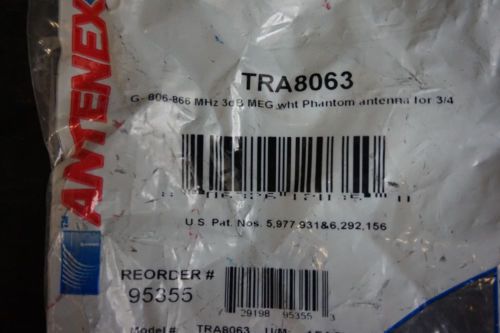 ANTENEX
TM
TRA8063
G- 806-866 MHz 3dB MEG wht Phantom antenna for 3/4
U.S. Pat. Nos. 5,977,931&6,292,156
REORDER #
95355
29198 95355 3
Model #: TRA8063 U/M: